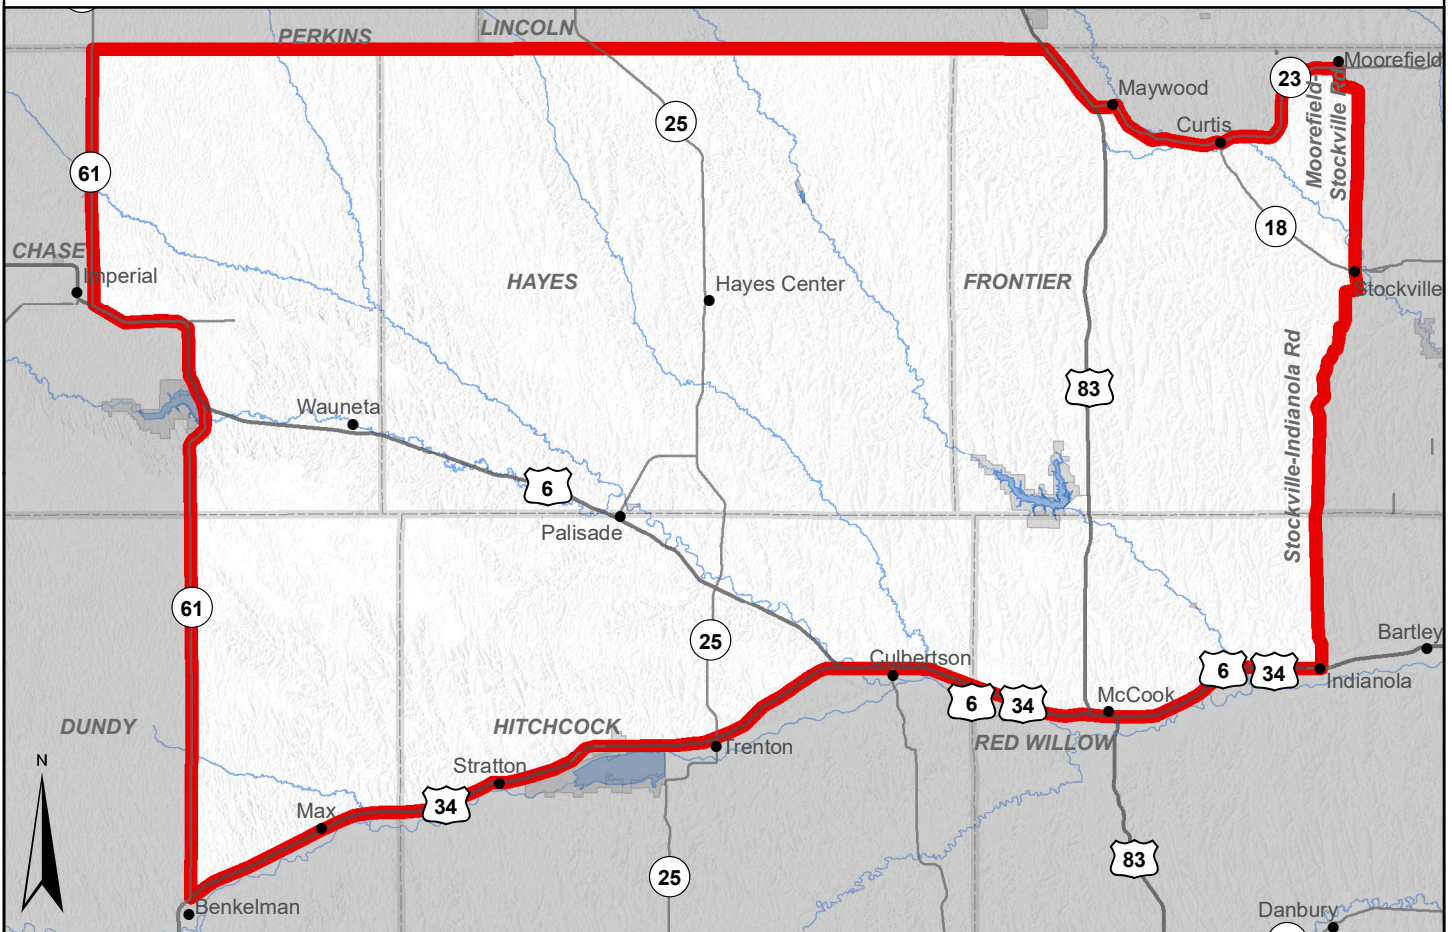 LINCOLN
PERKINS
Moorefield
23
Maywood
25
Curtis
Moorefield-
Stockville Rd
61
18
CHASE
Imperial
HAYES
Hayes Center
FRONTIER
Stockville
83
Stockville-Indianola Rd
Wauneta
6
Palisade
61
25
Bartley
Culbertson
6
34
Indianola
6
34
McCook
DUNDY
HITCHCOCK
RED WILLOW
Trenton
N
Stratton
34
Max
83
25
Benkelman
Danbury